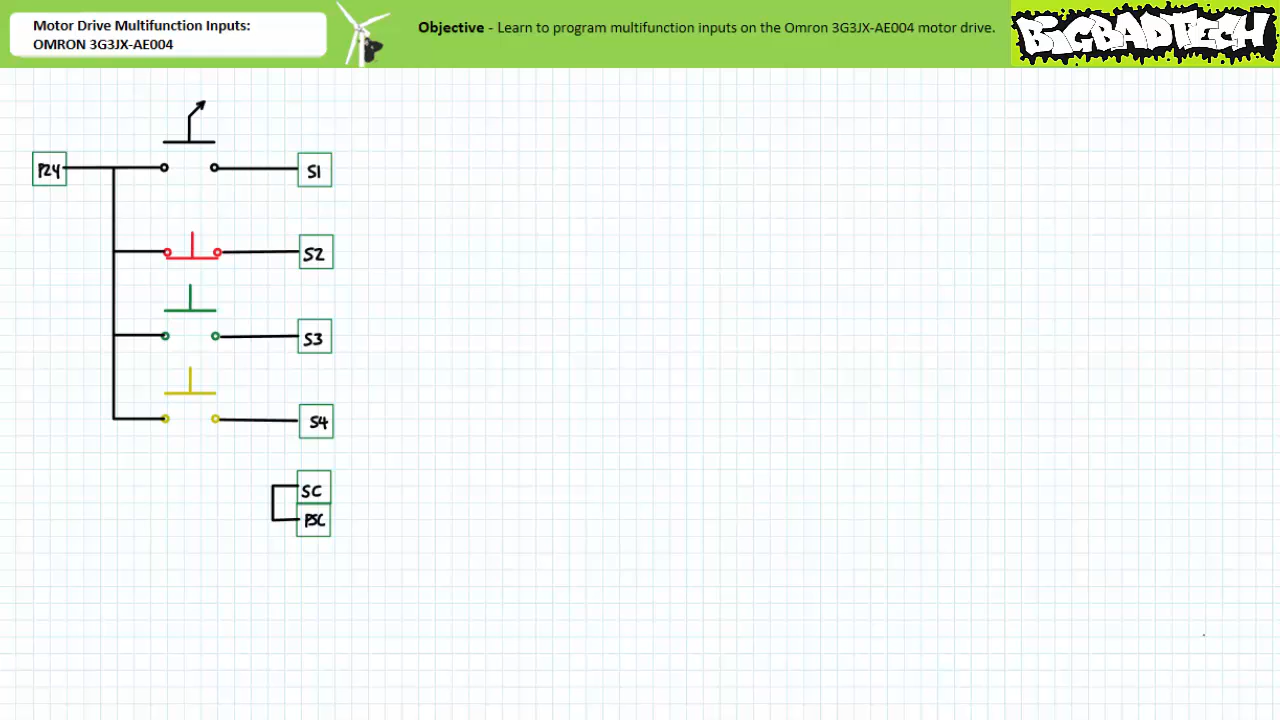 Motor Drive Multifunction Inputs:
OMRON 3G3JX-AE004
Objective - Learn to program multifunction inputs on the Omron 3G3JX-AE004 motor drive.
BIGBADTECH
P24
S1
S2
S3
S4
SC
PSC